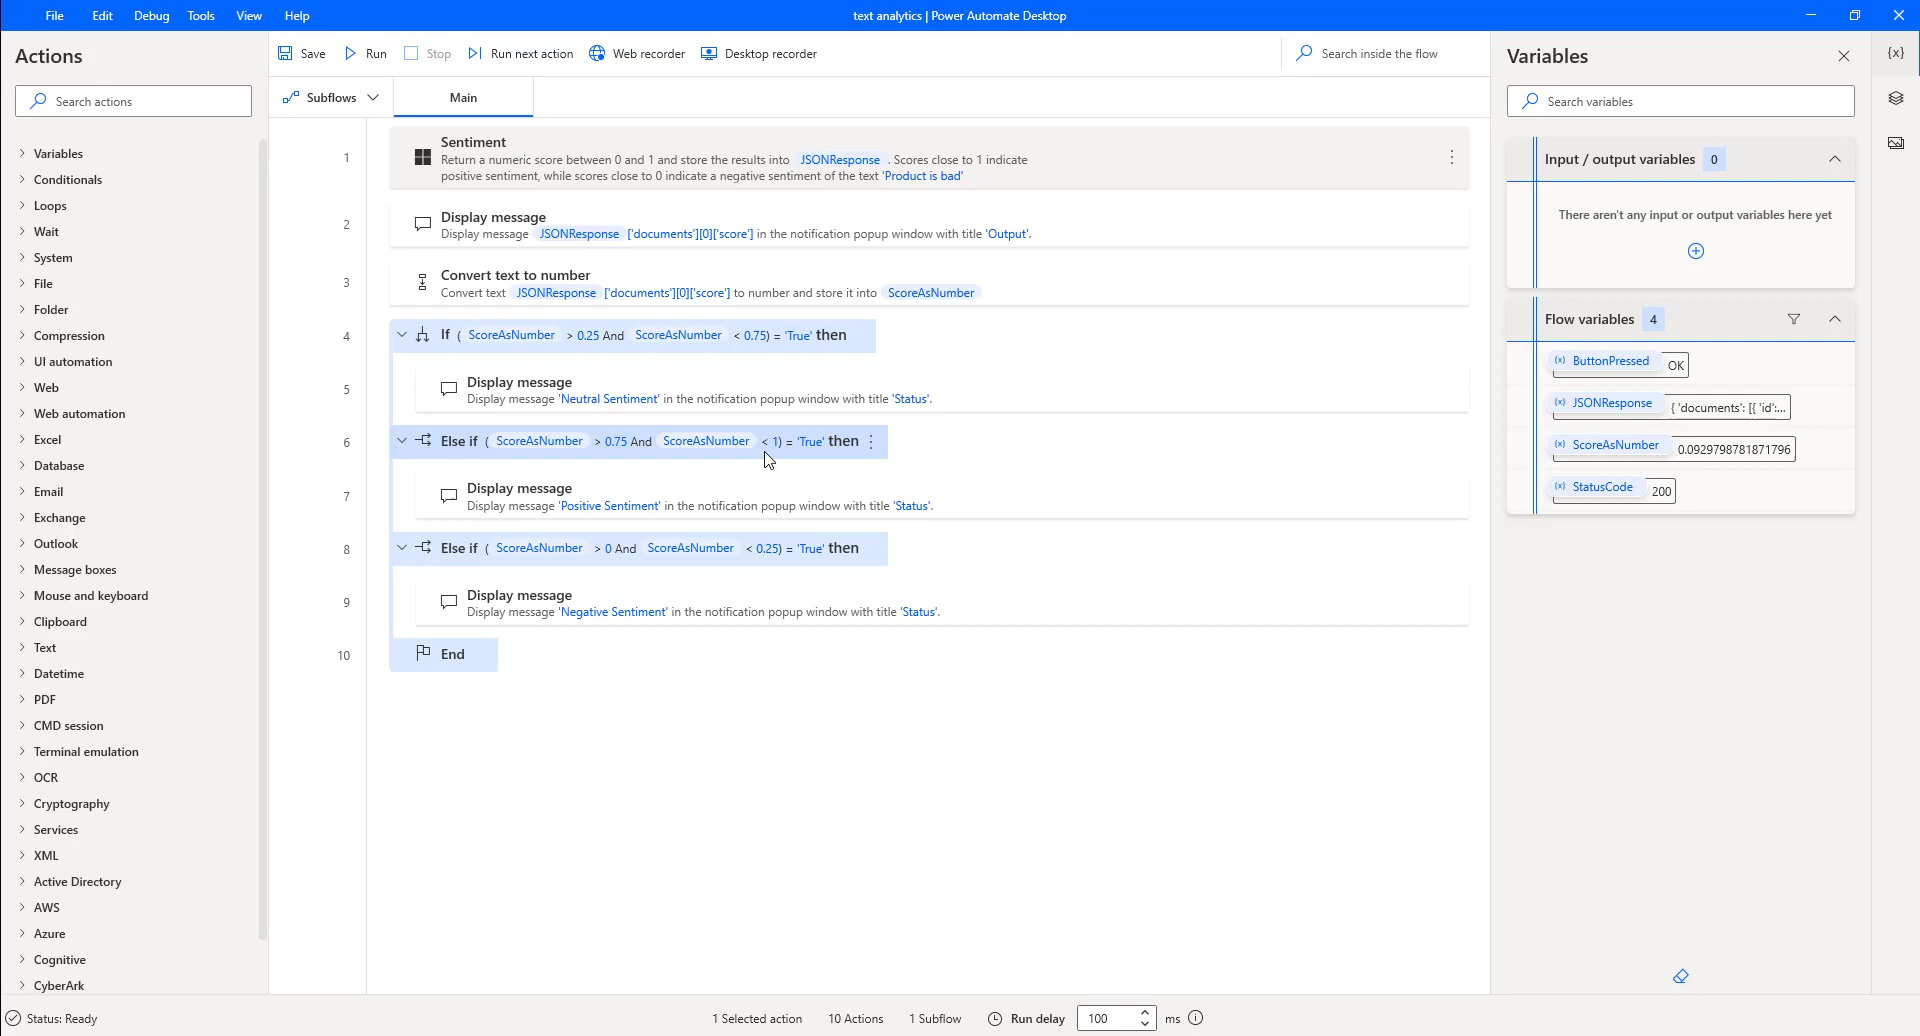 File Edit Debug Tools View Help
text analytics | Power Automate Desktop
Actions
Search actions
Variables
Conditionals
Loops
Wait
System
File
Folder
Compression
UI automation
Web
Web automation
Excel
Database
Email
Exchange
Outlook
Message boxes
Mouse and keyboard
Clipboard
Text
Datetime
PDF
CMD session
Terminal emulation
OCR
Cryptography
Services
XML
Active Directory
AWS
Azure
Cognitive
CyberArk
Save Run Stop Run next action Web recorder Desktop recorder
Search inside the flow
Subflows Main
1 Sentiment
Return a numeric score between 0 and 1 and store the results into JSONResponse . Scores close to 1 indicate
positive sentiment, while scores close to 0 indicate a negative sentiment of the text 'Product is bad'
2 Display message
Display message JSONResponse ['documents'][0]['score'] in the notification popup window with title 'Output'.
3 Convert text to number
Convert text JSONResponse ['documents'][0]['score'] to number and store it into ScoreAsNumber
4 If ( ScoreAsNumber > 0.25 And ScoreAsNumber < 0.75) = 'True' then
5 Display message
Display message 'Neutral Sentiment' in the notification popup window with title 'Status'.
6 Else if ( ScoreAsNumber > 0.75 And ScoreAsNumber < 1) = 'True' then
7 Display message
Display message 'Positive Sentiment' in the notification popup window with title 'Status'.
8 Else if ( ScoreAsNumber > 0 And ScoreAsNumber < 0.25) = 'True' then
9 Display message
Display message 'Negative Sentiment' in the notification popup window with title 'Status'.
10 End
Variables
{x}
Search variables
Input / output variables 0
There aren't any input or output variables here yet
Flow variables 4
(x) ButtonPressed OK
(x) JSONResponse { 'documents': [{ 'id':...
(x) ScoreAsNumber 0.0929798781871796
(x) StatusCode 200
Status: Ready
1 Selected action 10 Actions 1 Subflow Run delay 100 ms